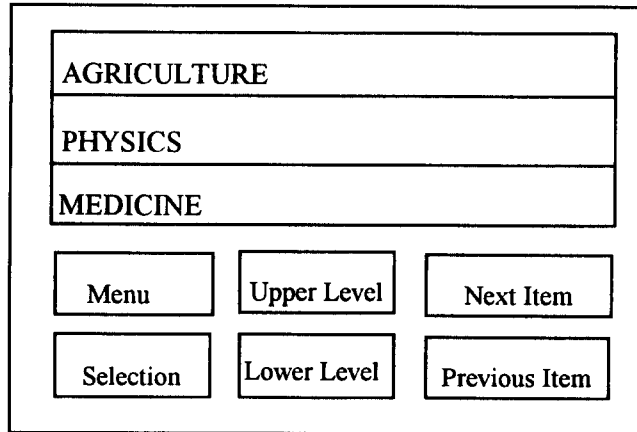 AGRICULTURE
PHYSICS
MEDICINE
Menu
Upper Level
Next Item
Selection
Lower Level
Previous Item